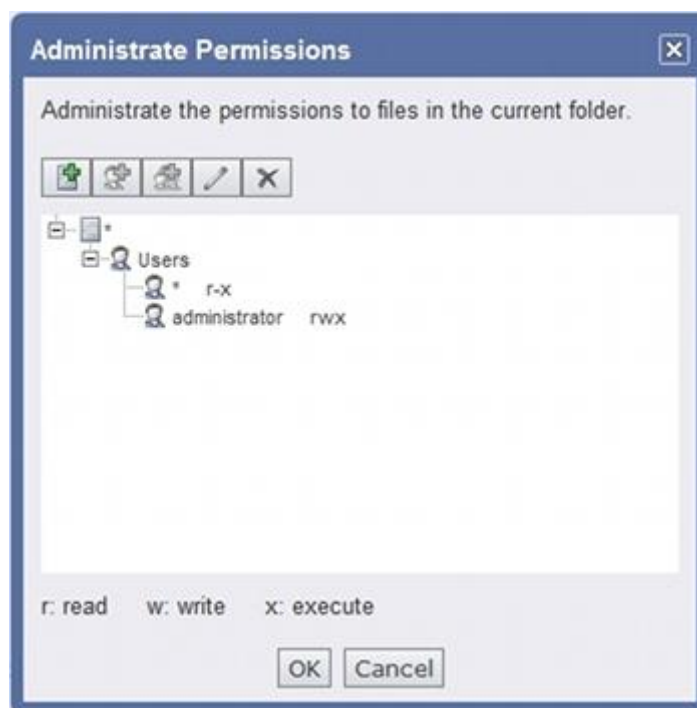 Administrate Permissions
Administrate the permissions to files in the current folder.
*
Users
* r-x
administrator rwx
r: read w: write x: execute
OK Cancel